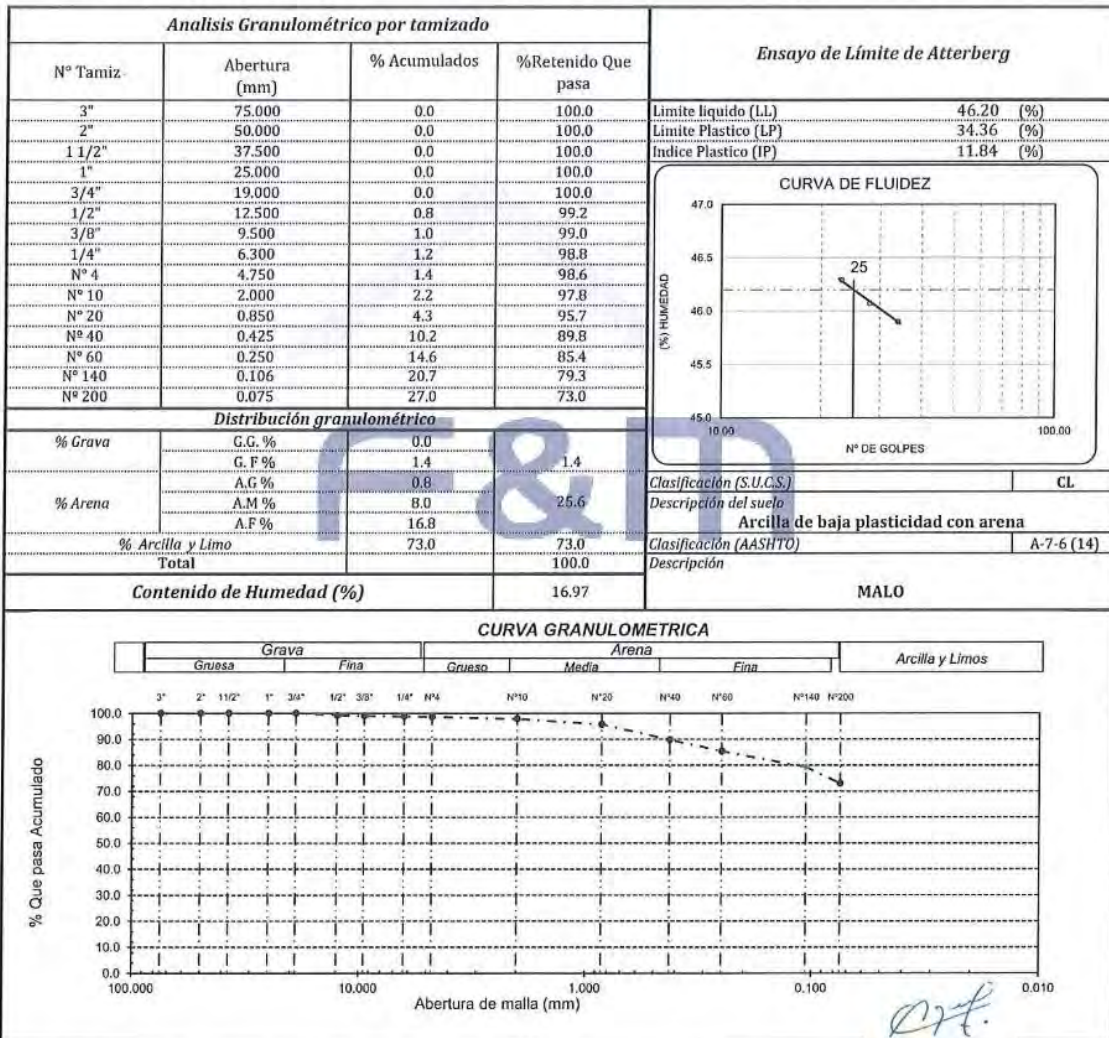 Analisis Granulométrico por tamizado
N° Tamiz Abertura (mm) % Acumulados %Retenido Que pasa
3" 75.000 0.0 100.0
2" 50.000 0.0 100.0
1 1/2" 37.500 0.0 100.0
1" 25.000 0.0 100.0
3/4" 19.000 0.0 100.0
1/2" 12.500 0.8 99.2
3/8" 9.500 1.0 99.0
1/4" 6.300 1.2 98.8
N° 4 4.750 1.4 98.6
N° 10 2.000 2.2 97.8
N° 20 0.850 4.3 95.7
Nº 40 0.425 10.2 89.8
N° 60 0.250 14.6 85.4
N° 140 0.106 20.7 79.3
Nº 200 0.075 27.0 73.0
Distribución granulométrico
% Grava G.G. % 0.0
G. F % 1.4 1.4
A.G % 0.8
% Arena A.M % 8.0 25.6
A.F % 16.8
% Arcilla y Limo 73.0 73.0
Total 100.0
Contenido de Humedad (%) 16.97
Ensayo de Límite de Atterberg
Limite liquido (LL) 46.20 (%)
Limite Plastico (LP) 34.36 (%)
Indice Plastico (IP) 11.84 (%)
CURVA DE FLUIDEZ
47.0
46.5
25
46.0
45.5
45.0
(%) HUMEDAD
10.00 100.00
N° DE GOLPES
F&M
Clasificación (S.U.C.S.) CL
Descripción del suelo
Arcilla de baja plasticidad con arena
Clasificación (AASHTO) A-7-6 (14)
Descripción
MALO
CURVA GRANULOMETRICA
Grava Arena Arcilla y Limos
Gruesa Fina Grueso Media Fina
3" 2" 11/2" 1" 3/4" 1/2" 3/8" 1/4" N°4 N°10 N°20 N°40 N°60 N°140 N°200
100.0
90.0
80.0
70.0
60.0
50.0
40.0
30.0
20.0
10.0
0.0
% Que pasa Acumulado
100.000 10.000 1.000 0.100 0.010
Abertura de malla (mm)